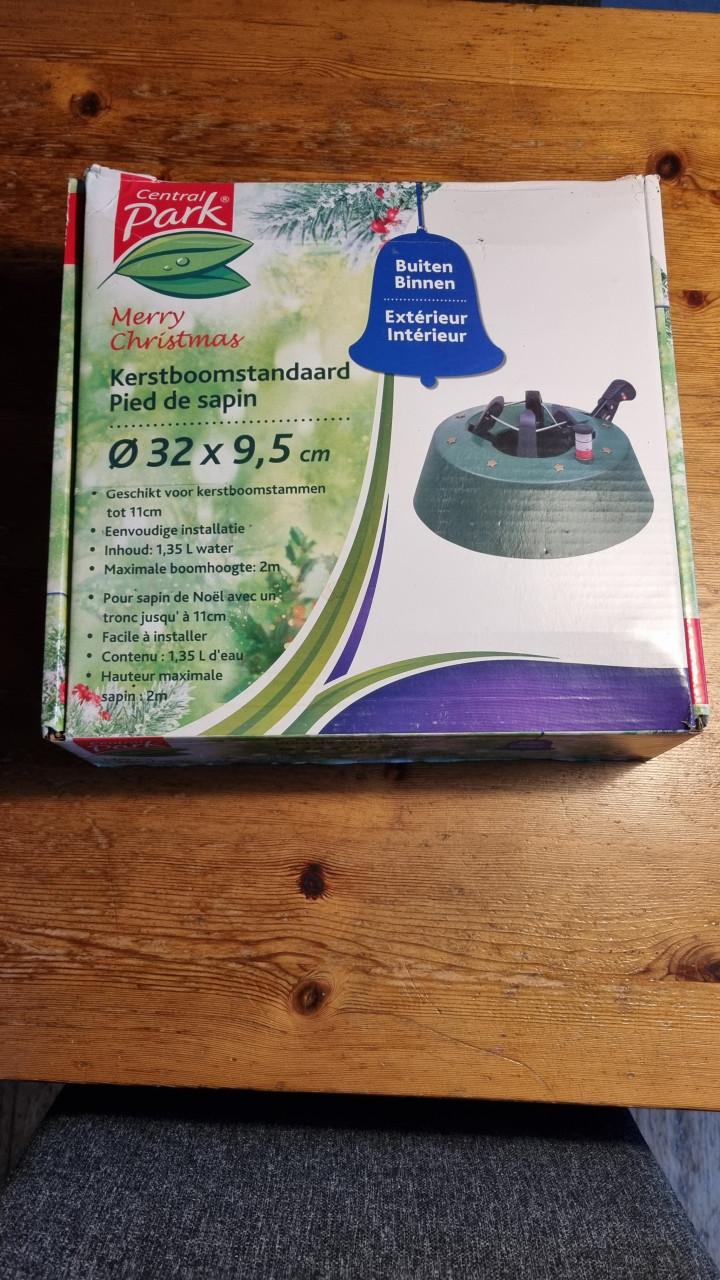 Central
Park®
Merry
Christmas
Kerstboomstandaard
Pied de sapin
Ø 32 x 9,5 cm
• Geschikt voor kerstboomstammen
tot 11cm
• Eenvoudige installatie
• Inhoud: 1,35 L water
• Maximale boomhoogte: 2m
• Pour sapin de Noël avec un
tronc jusqu' à 11cm
• Facile à installer
• Contenu : 1,35 L d'eau
• Hauteur maximale
sapin : 2m
Buiten
Binnen
Extérieur
Intérieur
Park